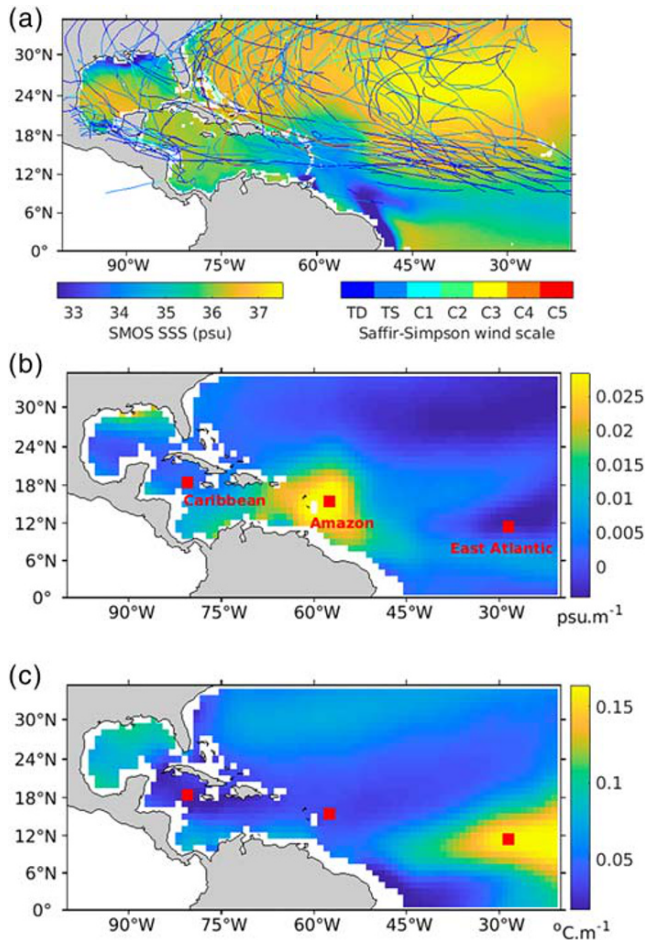 (a)
35°N
30°N
24°N
18°N
12°N
6°N
0°
90°W 75°W 60°W 45°W 30°W
33 34 35 36 37
SMOS SSS (psu)
TD TS C1 C2 C3 C4 C5
Saffir-Simpson wind scale
(b)
30°N
24°N
18°N
12°N
6°N
0°
Caribbean
Amazon
East Atlantic
0.025
0.02
0.015
0.01
0.005
0
90°W 75°W 60°W 45°W 30°W
psu.m⁻¹
(c)
30°N
24°N
18°N
12°N
6°N
0°
0.15
0.1
0.05
90°W 75°W 60°W 45°W 30°W
°C.m⁻¹